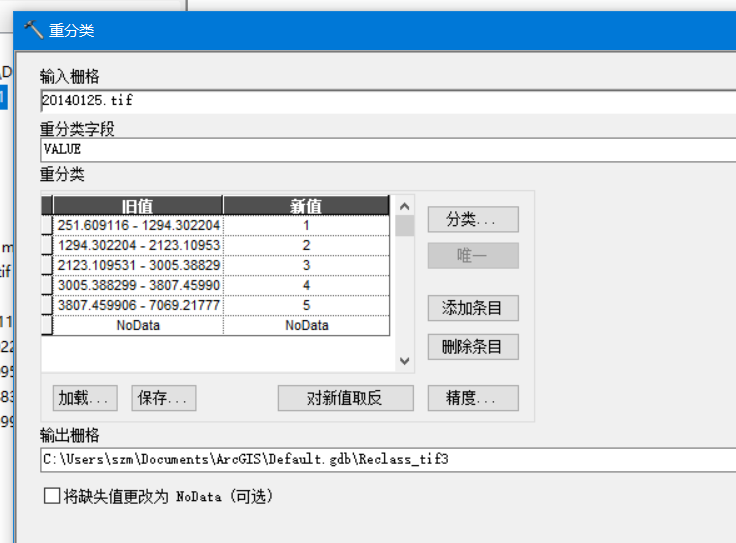 重分类
输入栅格
20140125.tif
重分类字段
VALUE
重分类
旧值 新值
251.609116 - 1294.302204 1
1294.302204 - 2123.10953 2
2123.109531 - 3005.38829 3
3005.388299 - 3807.45990 4
3807.459906 - 7069.21777 5
NoData NoData
分类...
唯一
添加条目
删除条目
加载... 保存... 对新值取反 精度...
输出栅格
C:\Users\szm\Documents\ArcGIS\Default.gdb\Reclass_tif3
将缺失值更改为 NoData (可选)